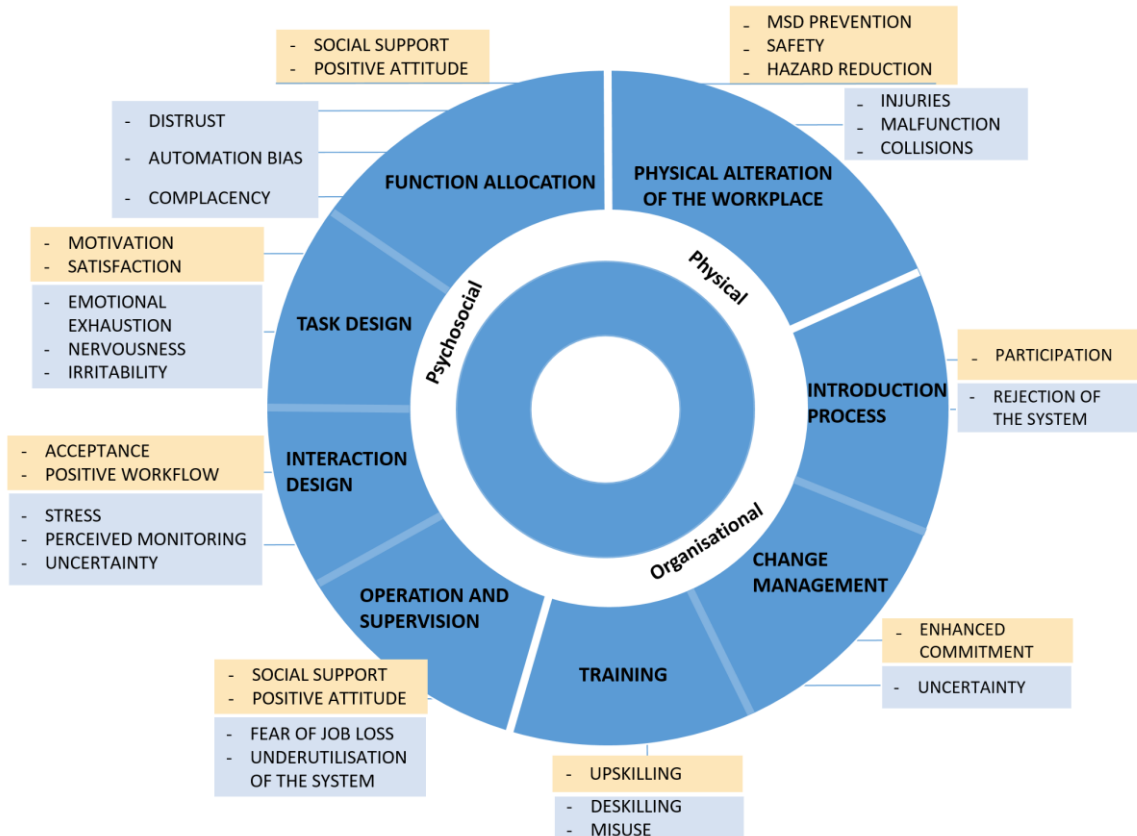 - SOCIAL SUPPORT
- POSITIVE ATTITUDE
- MSD PREVENTION
- SAFETY
- HAZARD REDUCTION
- DISTRUST
- AUTOMATION BIAS
- COMPLACENCY
- INJURIES
- MALFUNCTION
- COLLISIONS
FUNCTION ALLOCATION
PHYSICAL ALTERATION
OF THE WORKPLACE
- MOTIVATION
- SATISFACTION
- EMOTIONAL
EXHAUSTION
- NERVOUSNESS
- IRRITABILITY
TASK DESIGN
Psychosocial
Physical
- PARTICIPATION
- REJECTION OF
THE SYSTEM
INTRODUCTION
PROCESS
- ACCEPTANCE
- POSITIVE WORKFLOW
- STRESS
- PERCEIVED MONITORING
- UNCERTAINTY
INTERACTION
DESIGN
Organisational
CHANGE
MANAGEMENT
OPERATION AND
SUPERVISION
- ENHANCED
COMMITMENT
- UNCERTAINTY
- SOCIAL SUPPORT
- POSITIVE ATTITUDE
- FEAR OF JOB LOSS
- UNDERUTILISATION
OF THE SYSTEM
TRAINING
- UPSKILLING
- DESKILLING
- MISUSE